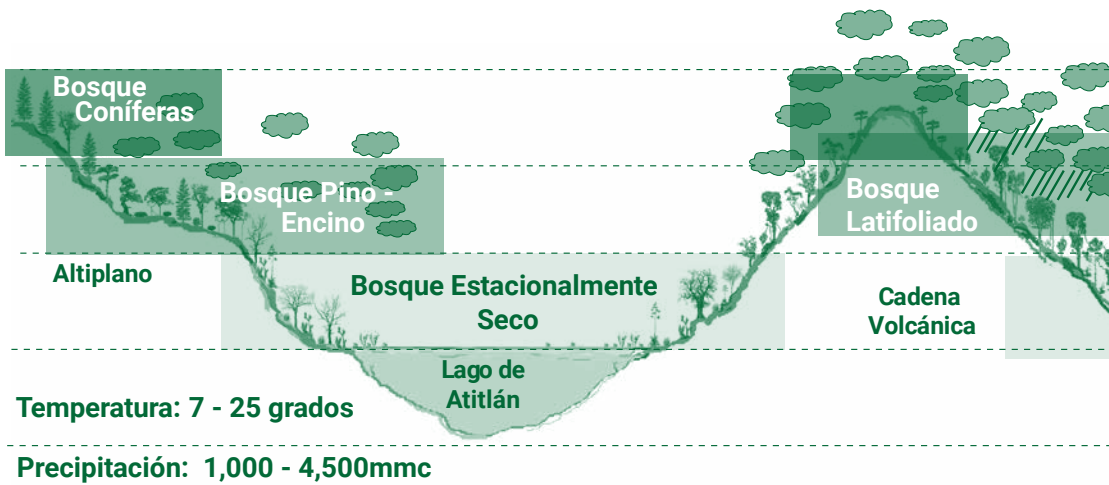 Bosque
Coníferas
Bosque Pino -
Encino
Bosque
Latifoliado
Altiplano
Bosque Estacionalmente
Seco
Cadena
Volcánica
Lago de
Atitlán
Temperatura: 7 - 25 grados
Precipitación: 1,000 - 4,500mmc